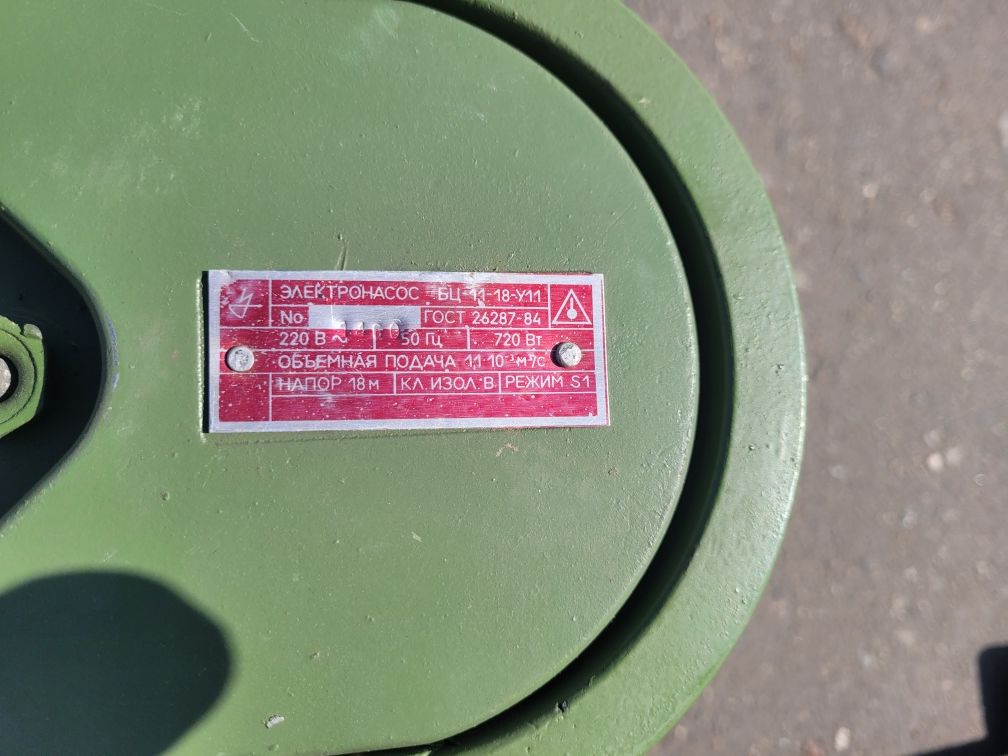 ЭЛЕКТРОНАСОС БЦ-1,1-18-У1.1
No ГОСТ 26287-84
220 В ~ 50 Гц 720 Вт
ОБЪЕМНАЯ ПОДАЧА 1,1·10⁻³ м³/с
НАПОР 18 м КЛ. ИЗОЛ. В РЕЖИМ S1